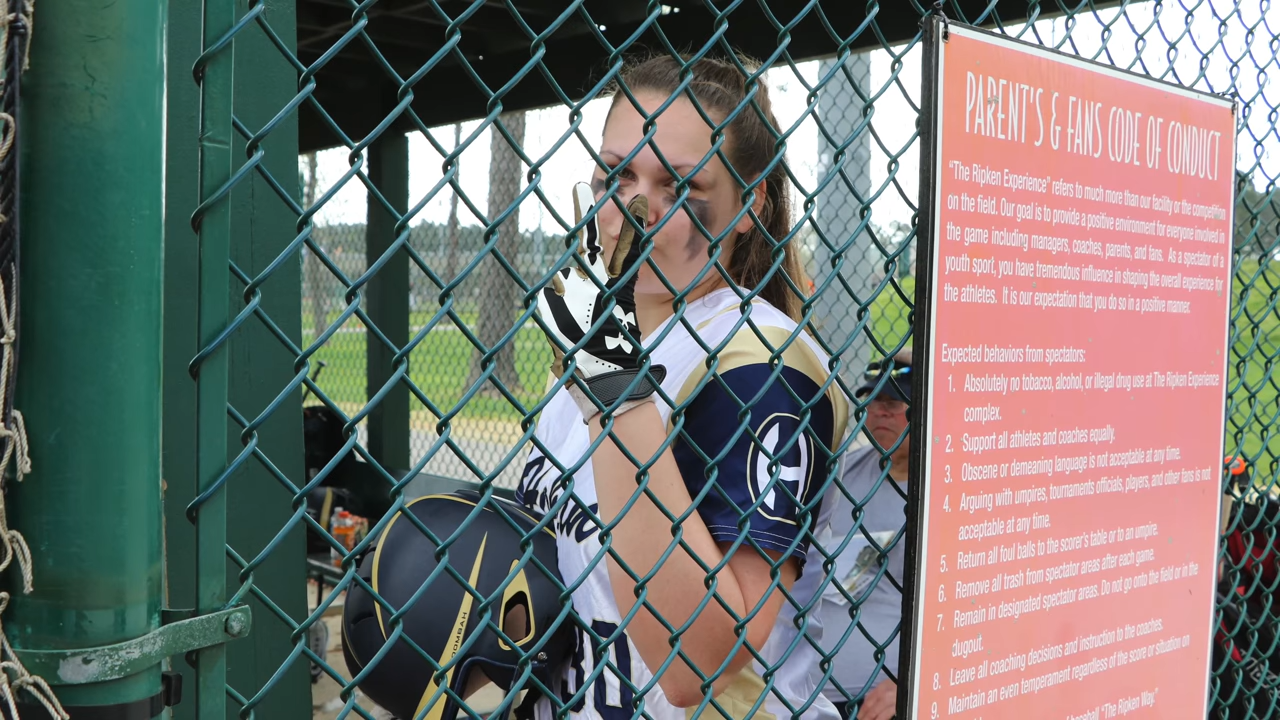 PARENT'S & FANS CODE OF CONDUCT
"The Ripken Experience" refers to much more than our facility or the competition
on the field. Our goal is to provide a positive environment for everyone involved in
the game including managers, coaches, parents, and fans. As a spectator of a
youth sport, you have tremendous influence in shaping the overall experience for
the athletes. It is our expectation that you do so in a positive manner.
Expected behaviors from spectators:
1. Absolutely no tobacco, alcohol, or illegal drug use at The Ripken Experience
complex.
2. Support all athletes and coaches equally.
3. Obscene or demeaning language is not acceptable at any time.
4. Arguing with umpires, tournaments officials, players, and other fans is not
acceptable at any time.
5. Return all foul balls to the scorer's table or to an umpire.
6. Remove all trash from spectator areas after each game.
7. Remain in designated spectator areas. Do not go onto the field or in the
dugout.
8. Leave all coaching decisions and instruction to the coaches.
9. Maintain an even temperament regardless of the score or situation on
baseball "The Ripken Way."
H
30
BOOMBAH